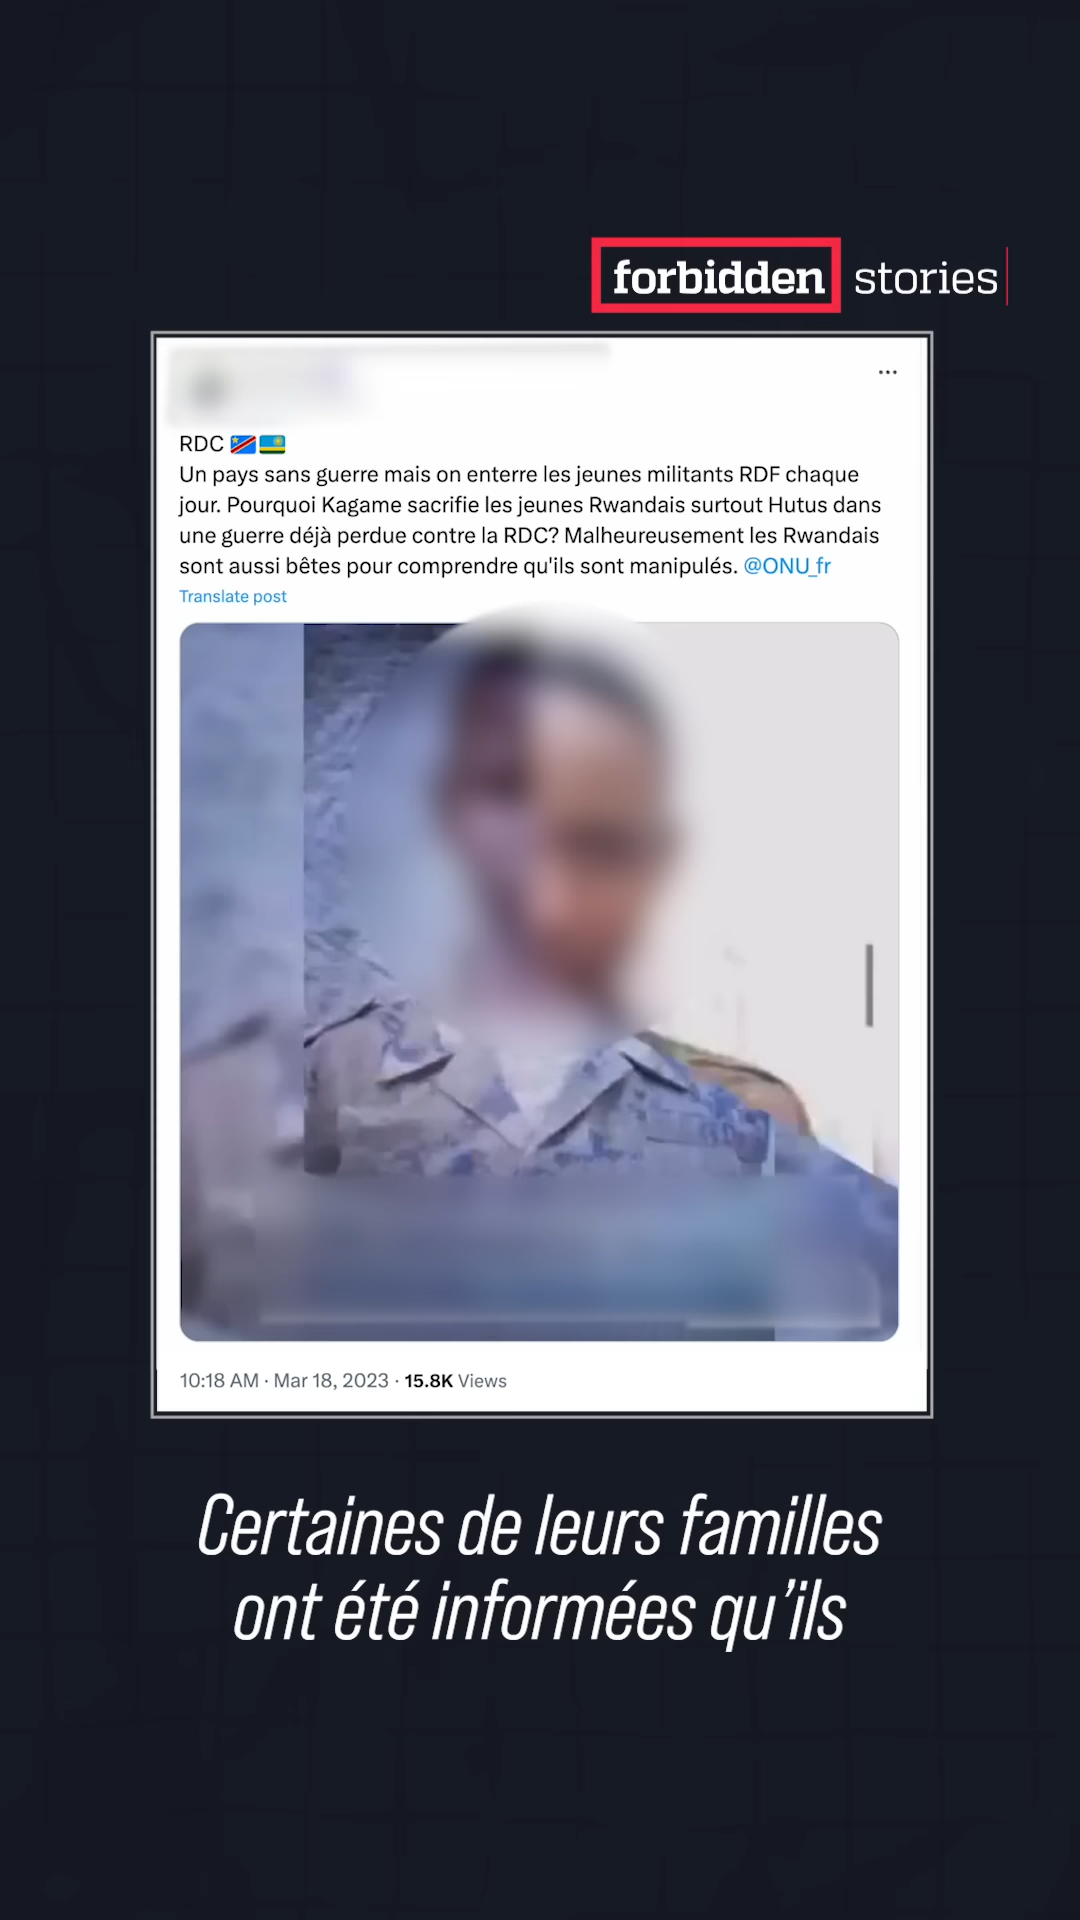 forbidden stories
RDC 🇨🇩🇷🇼
Un pays sans guerre mais on enterre les jeunes militants RDF chaque
jour. Pourquoi Kagame sacrifie les jeunes Rwandais surtout Hutus dans
une guerre déjà perdue contre la RDC? Malheureusement les Rwandais
sont aussi bêtes pour comprendre qu'ils sont manipulés. @ONU_fr
Translate post
10:18 AM · Mar 18, 2023 · 15.8K Views
Certaines de leurs familles
ont été informées qu’ils